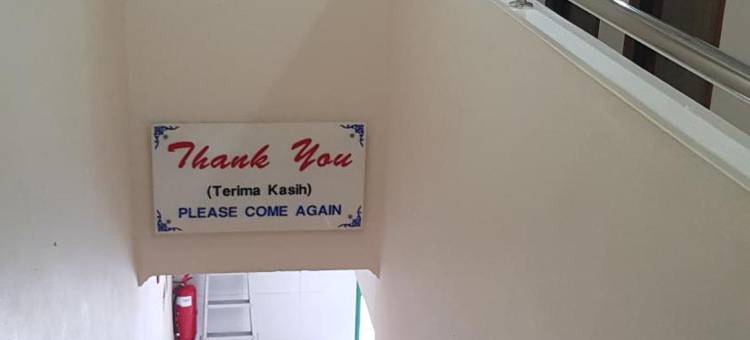 Thank You
(Terima Kasih)
PLEASE COME AGAIN